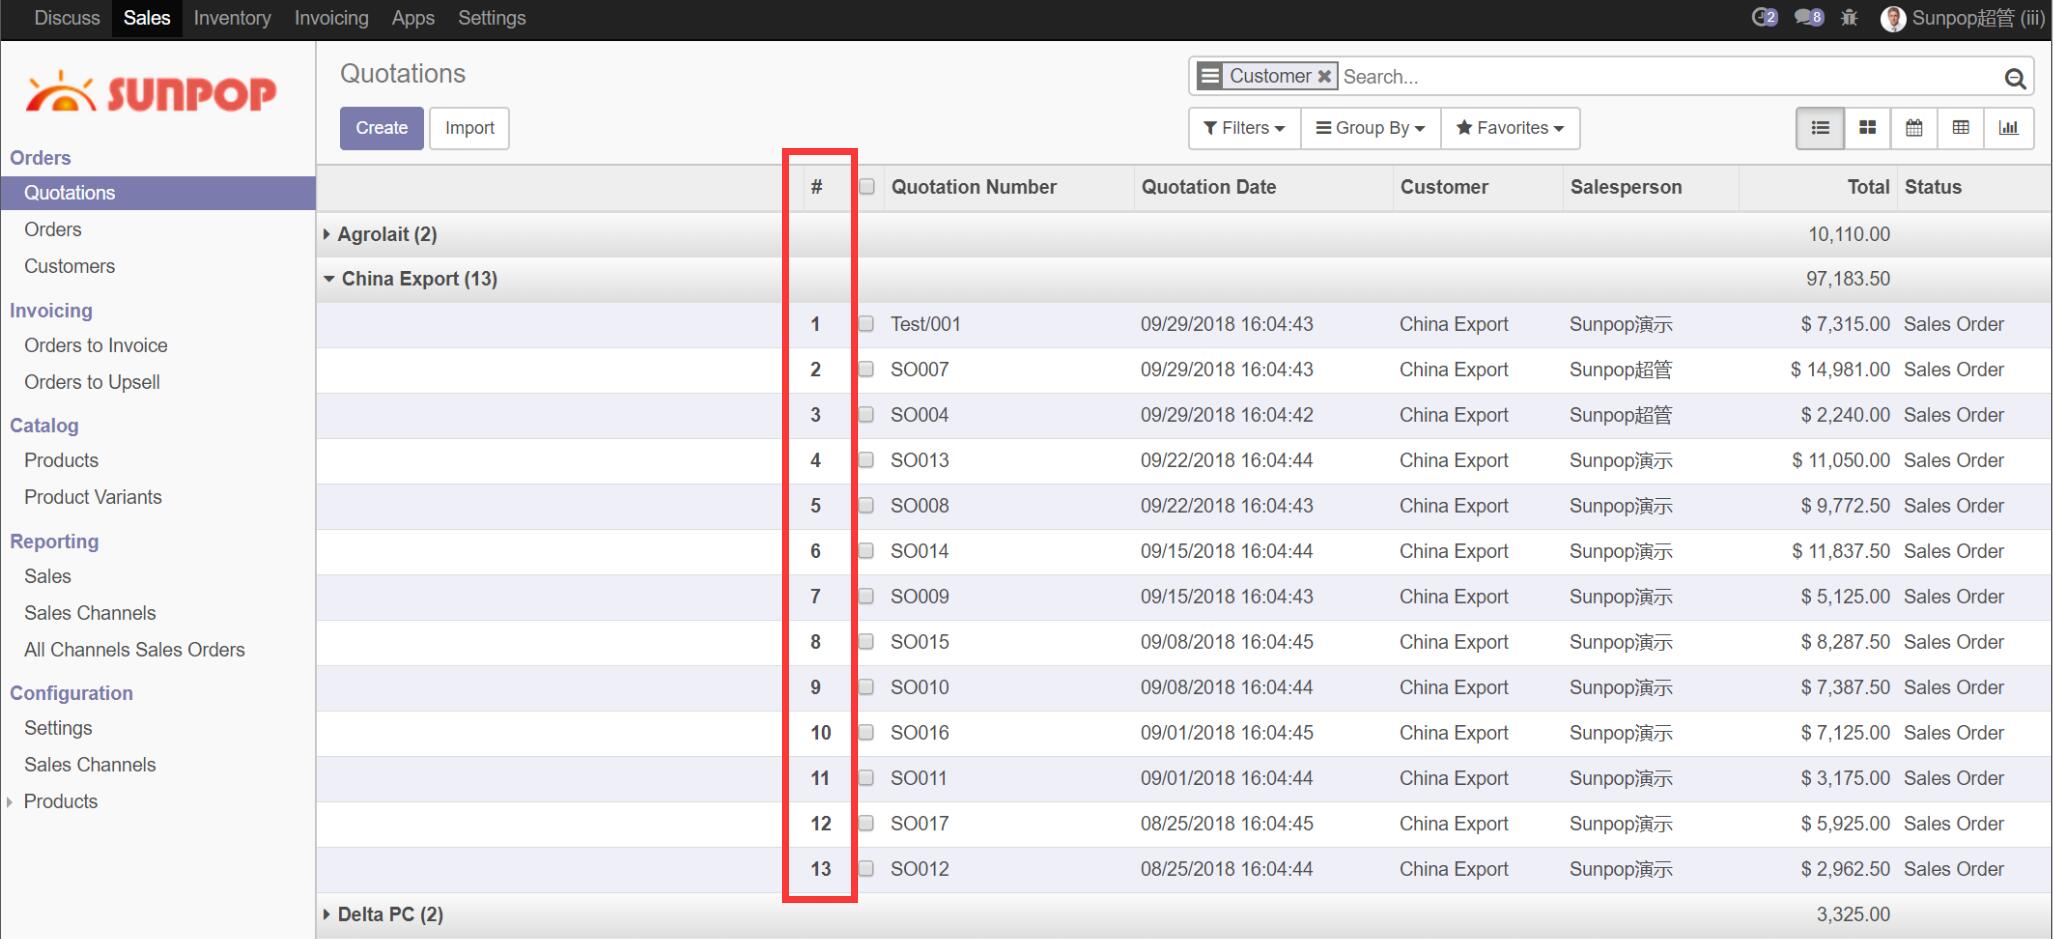 Discuss Sales Inventory Invoicing Apps Settings 2 8 Sunpop超管 (iii)
SUNPOP
Quotations
Customer Search...
Create Import
Filters Group By Favorites
Orders
Quotations
Orders
Customers
Invoicing
Orders to Invoice
Orders to Upsell
Catalog
Products
Product Variants
Reporting
Sales
Sales Channels
All Channels Sales Orders
Configuration
Settings
Sales Channels
Products
# Quotation Number Quotation Date Customer Salesperson Total Status
Agrolait (2) 10,110.00
China Export (13) 97,183.50
1 Test/001 09/29/2018 16:04:43 China Export Sunpop演示 $ 7,315.00 Sales Order
2 SO007 09/29/2018 16:04:43 China Export Sunpop超管 $ 14,981.00 Sales Order
3 SO004 09/29/2018 16:04:42 China Export Sunpop超管 $ 2,240.00 Sales Order
4 SO013 09/22/2018 16:04:44 China Export Sunpop演示 $ 11,050.00 Sales Order
5 SO008 09/22/2018 16:04:43 China Export Sunpop演示 $ 9,772.50 Sales Order
6 SO014 09/15/2018 16:04:44 China Export Sunpop演示 $ 11,837.50 Sales Order
7 SO009 09/15/2018 16:04:43 China Export Sunpop演示 $ 5,125.00 Sales Order
8 SO015 09/08/2018 16:04:45 China Export Sunpop演示 $ 8,287.50 Sales Order
9 SO010 09/08/2018 16:04:44 China Export Sunpop演示 $ 7,387.50 Sales Order
10 SO016 09/01/2018 16:04:45 China Export Sunpop演示 $ 7,125.00 Sales Order
11 SO011 09/01/2018 16:04:44 China Export Sunpop演示 $ 3,175.00 Sales Order
12 SO017 08/25/2018 16:04:45 China Export Sunpop演示 $ 5,925.00 Sales Order
13 SO012 08/25/2018 16:04:44 China Export Sunpop演示 $ 2,962.50 Sales Order
Delta PC (2) 3,325.00